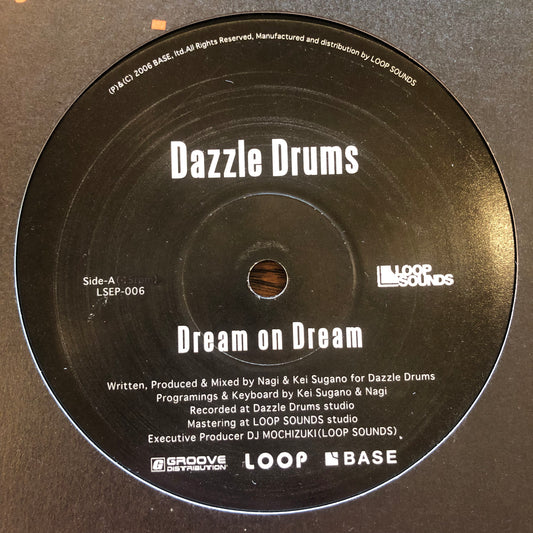 (P)&(C) 2006 BASE, ltd.All Rights Reserved, Manufactured and distribution by LOOP SOUNDS
Dazzle Drums
Side-A
LSEP-006
LOOP
SOUNDS
Dream on Dream
Written, Produced & Mixed by Nagi & Kei Sugano for Dazzle Drums
Programings & Keyboard by Kei Sugano & Nagi
Recorded at Dazzle Drums studio
Mastering at LOOP SOUNDS studio
Executive Producer DJ MOCHIZUKI(LOOP SOUNDS)
GROOVE
DISTRIBUTION
LOOP
BASE